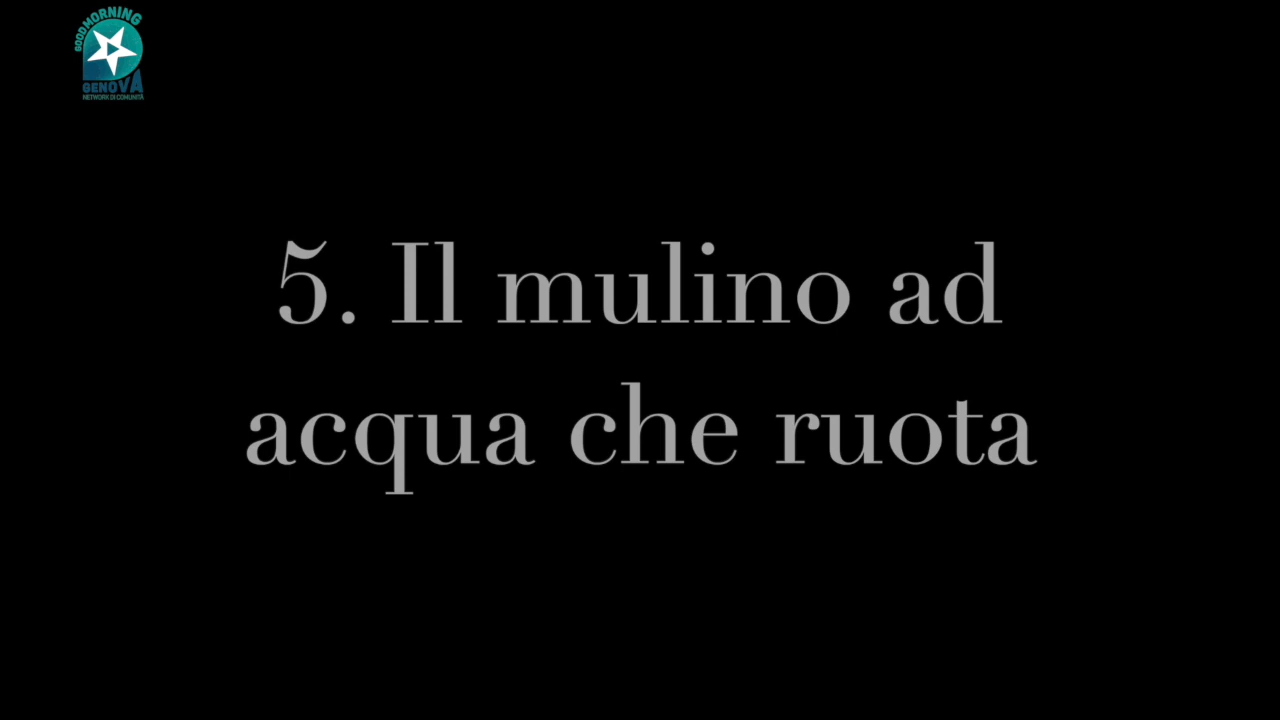 GOOD MORNING
GENOVA
NETWORK DI COMUNITÀ
5. Il mulino ad
acqua che ruota